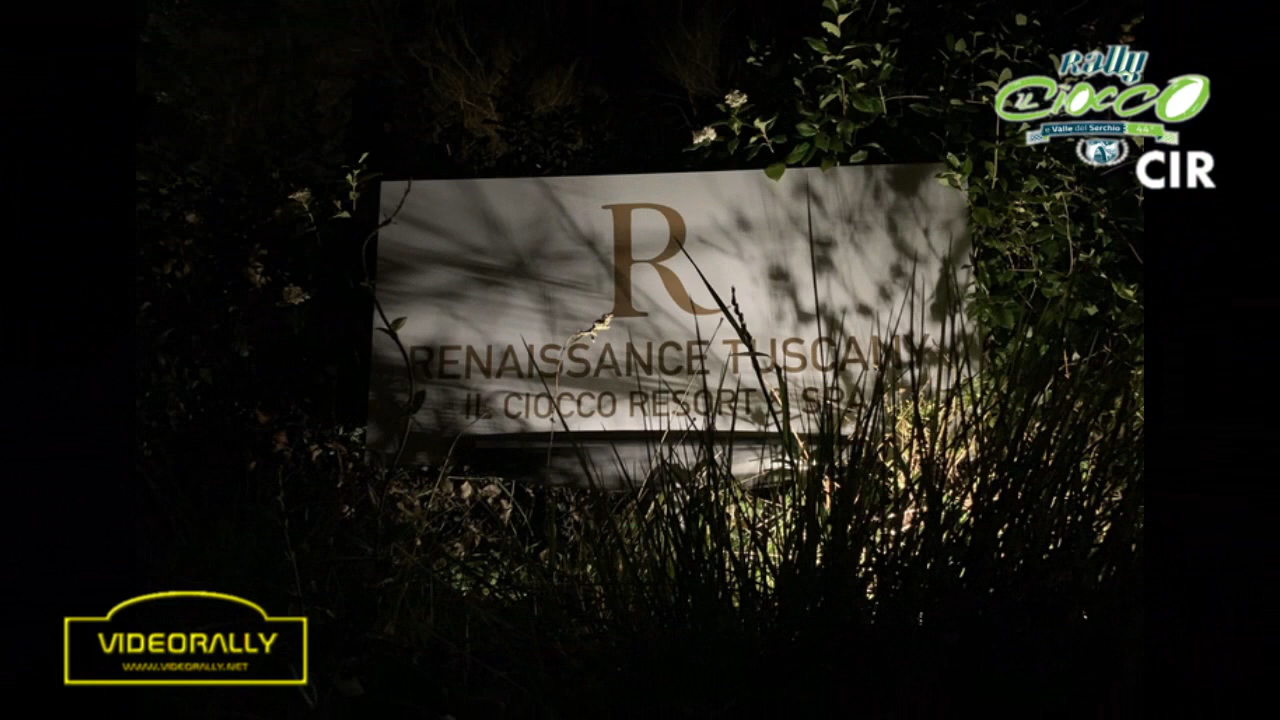 Rally
il CIOCCO
e Valle del Serchio 44°
CIR
R
RENAISSANCE TUSCANY
IL CIOCCO RESORT & SPA
VIDEORALLY
WWW.VIDEORALLY.NET